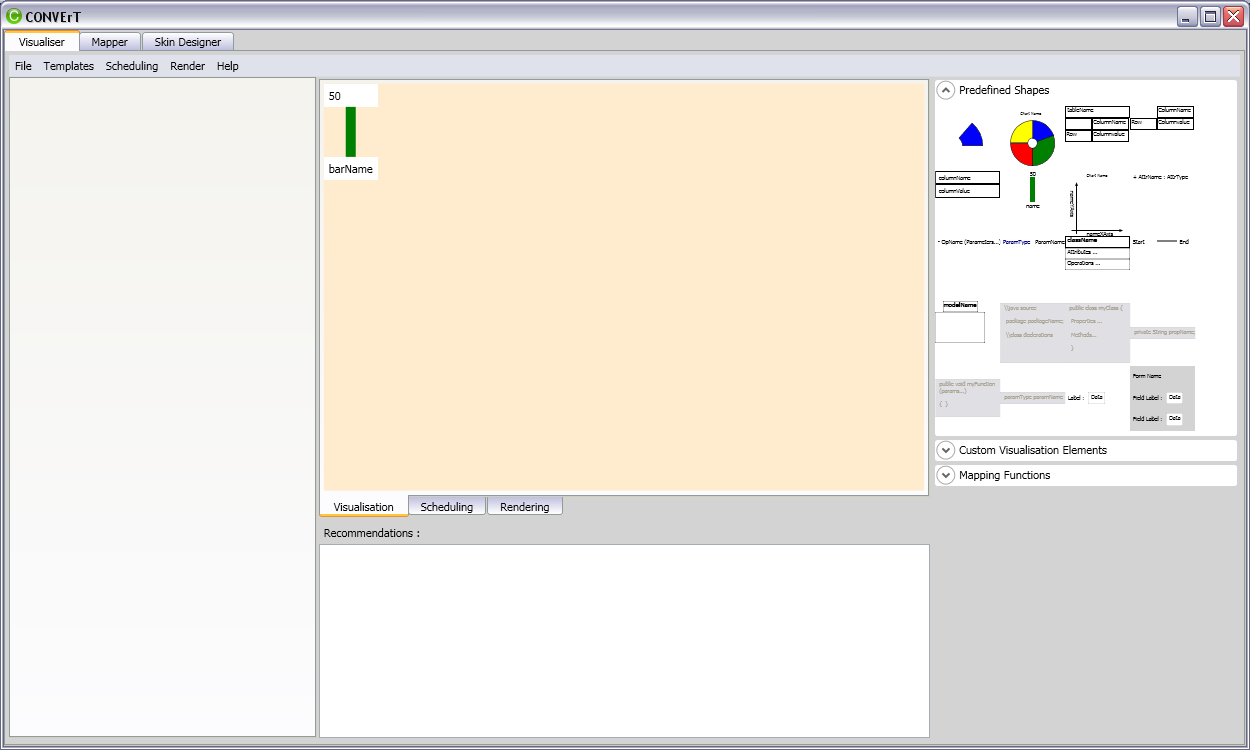 CONVErT
Visualiser Mapper Skin Designer
File Templates Scheduling Render Help
50
barName
Visualisation Scheduling Rendering
Recommendations :
Predefined Shapes
Chart Name
tableName
ColumnName
Row ColumnValue
ColumnName
Row ColumnValue
columnName
columnValue
50
name
Chart Name
nameYAxis
nameXAxis
+ AttrName : AttrType
- OpName (Parameters...) ParamType ParamName
className
Attributes ...
Operations ...
Start End
modelName
\\java source
package packageName;
\\class declarations
public class myClass {
Properties ...
Methods...
}
private String propName;
public void myFunction
(params...)
{ }
paramType paramName
Label : Data
Form Name
Field Label : Data
Field Label : Data
Custom Visualisation Elements
Mapping Functions